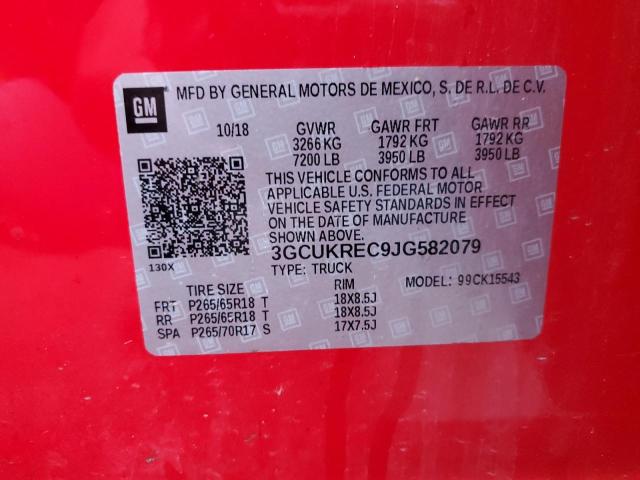 GM
MFD BY GENERAL MOTORS DE MEXICO, S. DE R.L. DE C.V.
10/18 GVWR GAWR FRT GAWR RR
3266 KG 1792 KG 1792 KG
7200 LB 3950 LB 3950 LB
THIS VEHICLE CONFORMS TO ALL
APPLICABLE U.S. FEDERAL MOTOR
VEHICLE SAFETY STANDARDS IN EFFECT
ON THE DATE OF MANUFACTURE
SHOWN ABOVE.
130X
3GCUKREC9JG582079
TYPE: TRUCK MODEL: 99CK15543
TIRE SIZE RIM
FRT P265/65R18 T 18X8.5J
RR P265/65R18 T 18X8.5J
SPA P265/70R17 S 17X7.5J